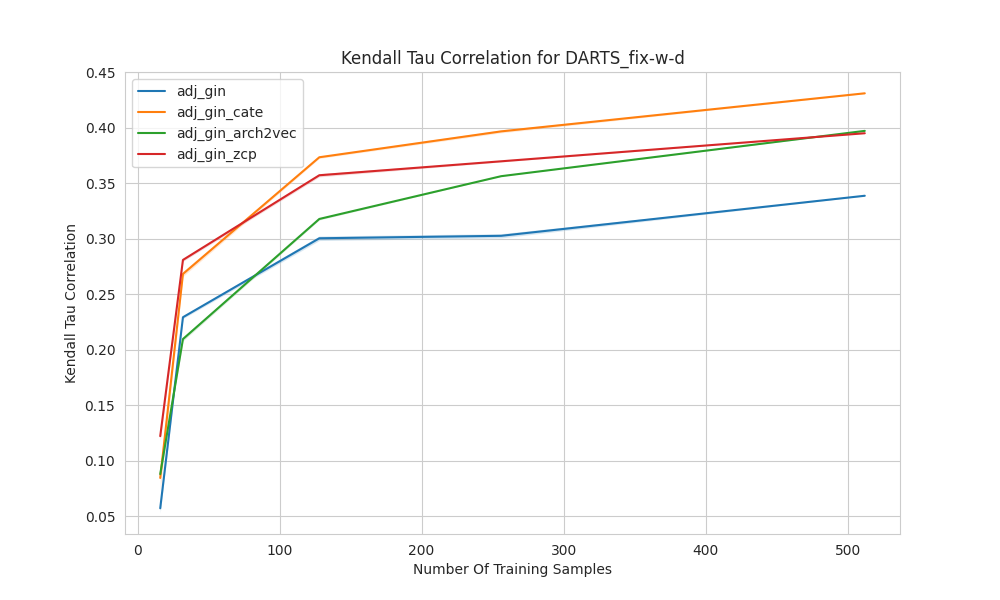 Kendall Tau Correlation for DARTS_fix-w-d
adj_gin
adj_gin_cate
adj_gin_arch2vec
adj_gin_zcp
Kendall Tau Correlation
0.45
0.40
0.35
0.30
0.25
0.20
0.15
0.10
0.05
0
100
200
300
400
500
Number Of Training Samples